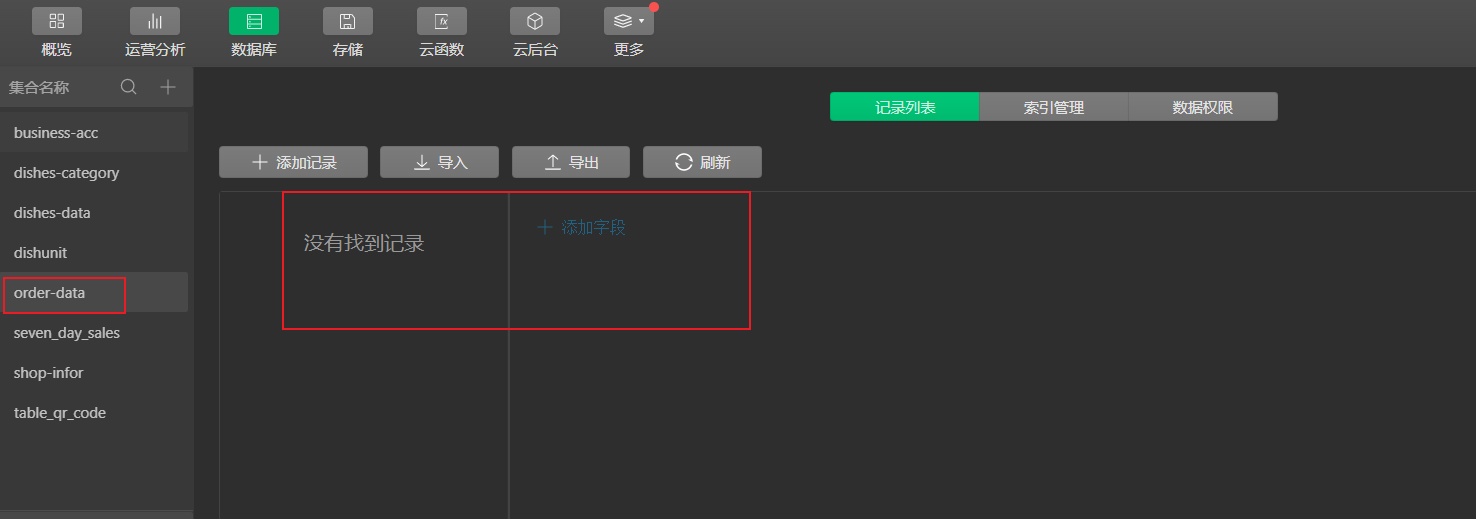 概览
运营分析
数据库
存储
云函数
云后台
更多
集合名称
记录列表
索引管理
数据权限
business-acc
dishes-category
dishes-data
dishunit
order-data
seven_day_sales
shop-infor
table_qr_code
添加记录
导入
导出
刷新
没有找到记录
添加字段